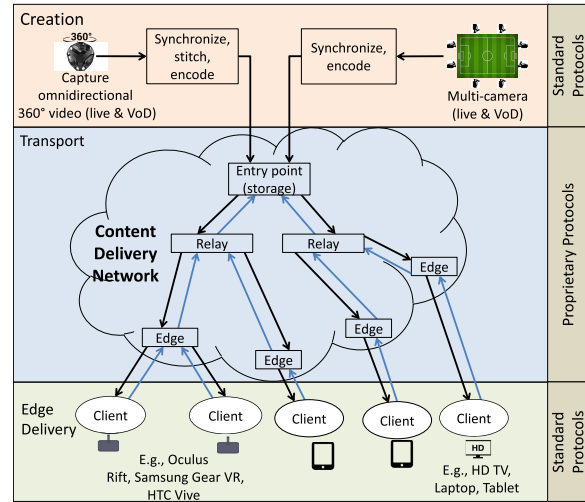 Creation
360°
Capture
omnidirectional
360° video (live & VoD)
Synchronize,
stitch,
encode
Synchronize,
encode
Multi-camera
(live & VoD)
Standard
Protocols
Transport
Entry point
(storage)
Content
Delivery
Network
Relay
Relay
Edge
Edge
Edge
Edge
Proprietary Protocols
Edge
Delivery
Client
Client
Client
Client
Client
HD
E.g., Oculus
Rift, Samsung Gear VR,
HTC Vive
E.g., HD TV,
Laptop, Tablet
Standard
Protocols